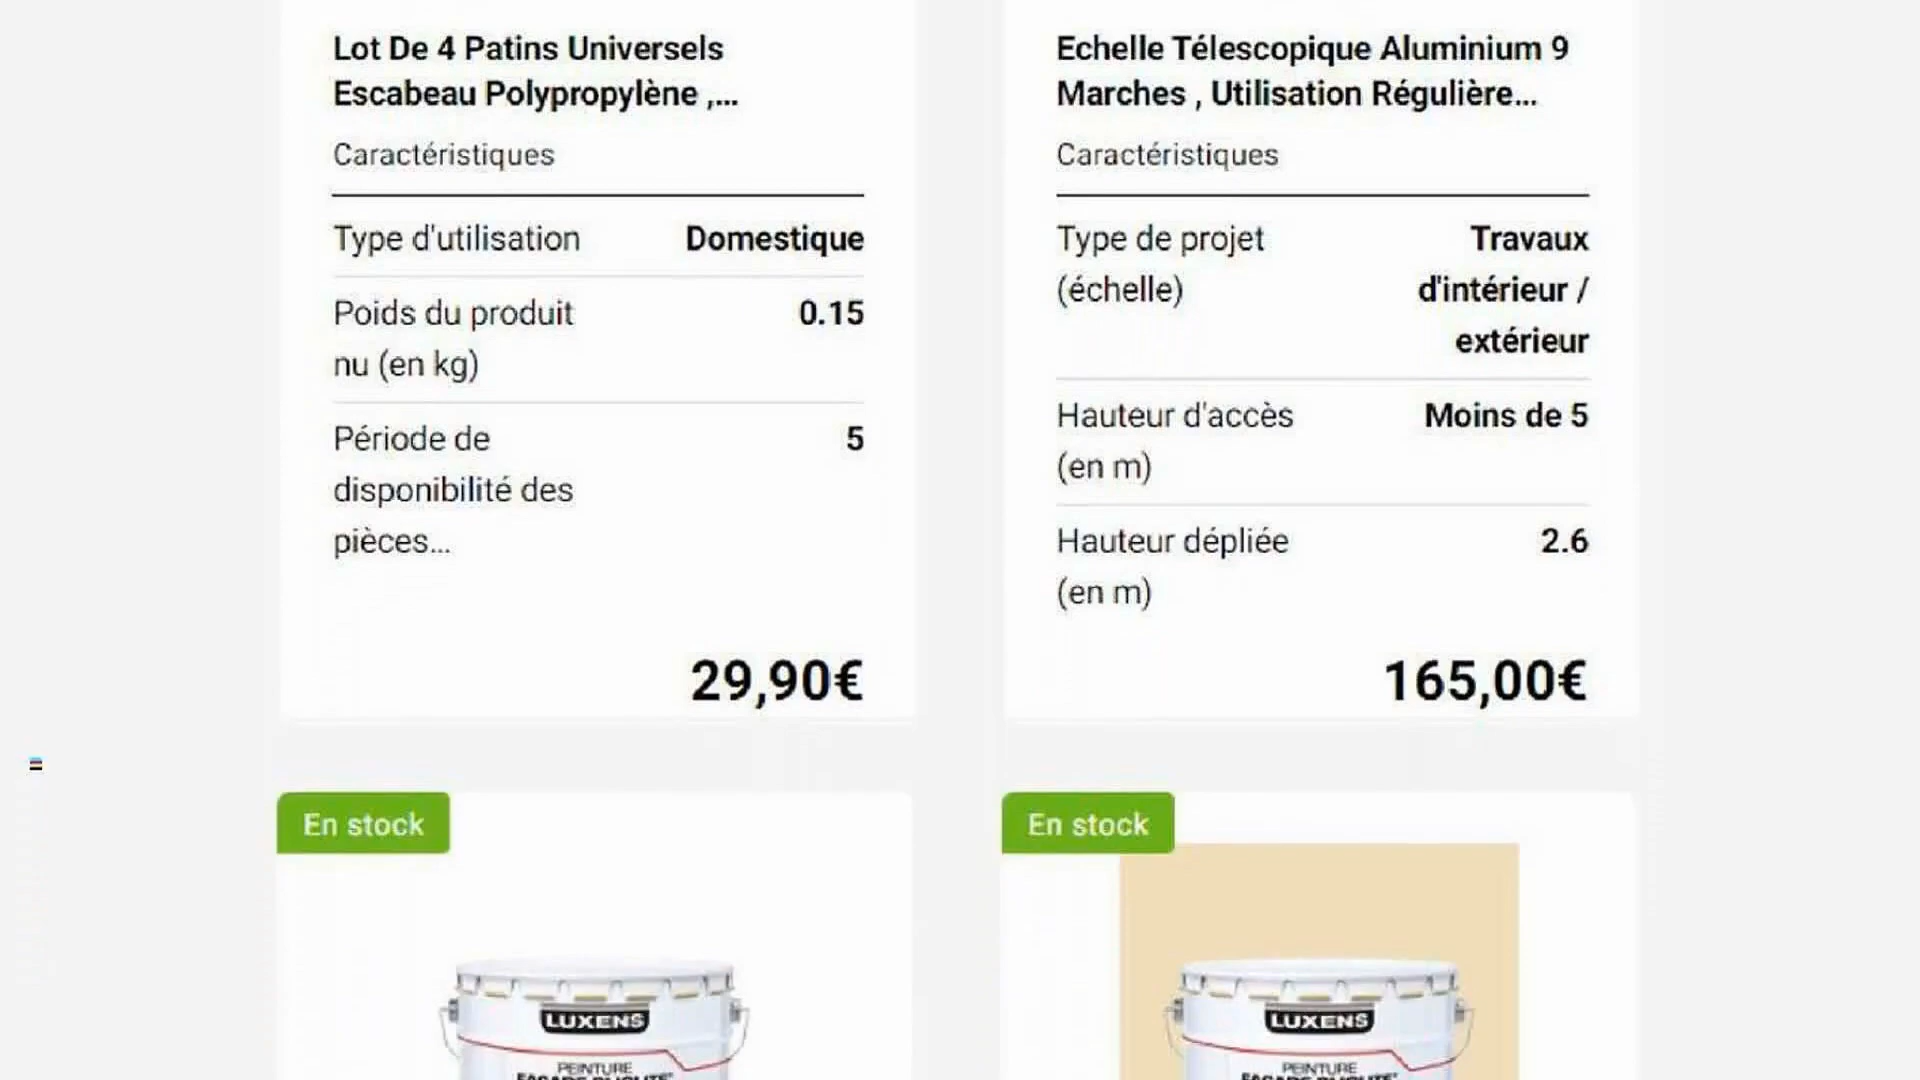 Lot De 4 Patins Universels
Escabeau Polypropylène ,...
Caractéristiques
Type d'utilisation Domestique
Poids du produit 0.15
nu (en kg)
Période de 5
disponibilité des
pièces...
29,90€
Echelle Télescopique Aluminium 9
Marches , Utilisation Régulière...
Caractéristiques
Type de projet Travaux
(échelle) d'intérieur /
extérieur
Hauteur d'accès Moins de 5
(en m)
Hauteur dépliée 2.6
(en m)
165,00€
En stock
LUXENS
PEINTURE
En stock
LUXENS
PEINTURE